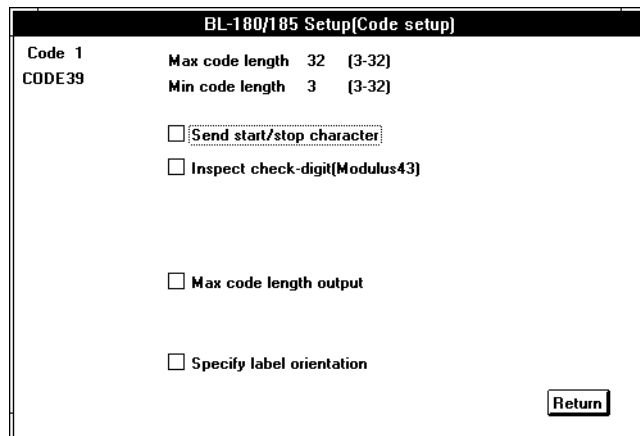 BL-180/185 Setup(Code setup)
Code 1
CODE39
Max code length 32 (3-32)
Min code length 3 (3-32)
Send start/stop character
Inspect check-digit(Modulus43)
Max code length output
Specify label orientation
Return